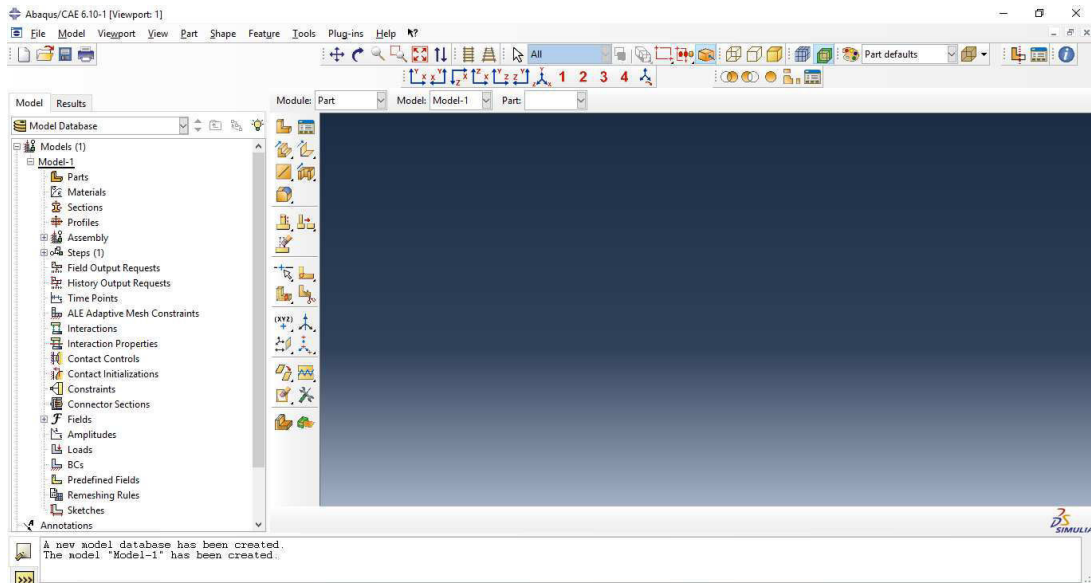 Abaqus/CAE 6.10-1 [Viewport: 1]
File Model Viewport View Part Shape Feature Tools Plug-ins Help
All
Part defaults
1 2 3 4
Model Results
Module: Part Model: Model-1 Part:
Model Database
Models (1)
Model-1
Parts
Materials
Sections
Profiles
Assembly
Steps (1)
Field Output Requests
History Output Requests
Time Points
ALE Adaptive Mesh Constraints
Interactions
Interaction Properties
Contact Controls
Contact Initializations
Constraints
Connector Sections
Fields
Amplitudes
Loads
BCs
Predefined Fields
Remeshing Rules
Sketches
Annotations
(XYZ)
SIMULIA
A new model database has been created.
The model "Model-1" has been created.
>>>